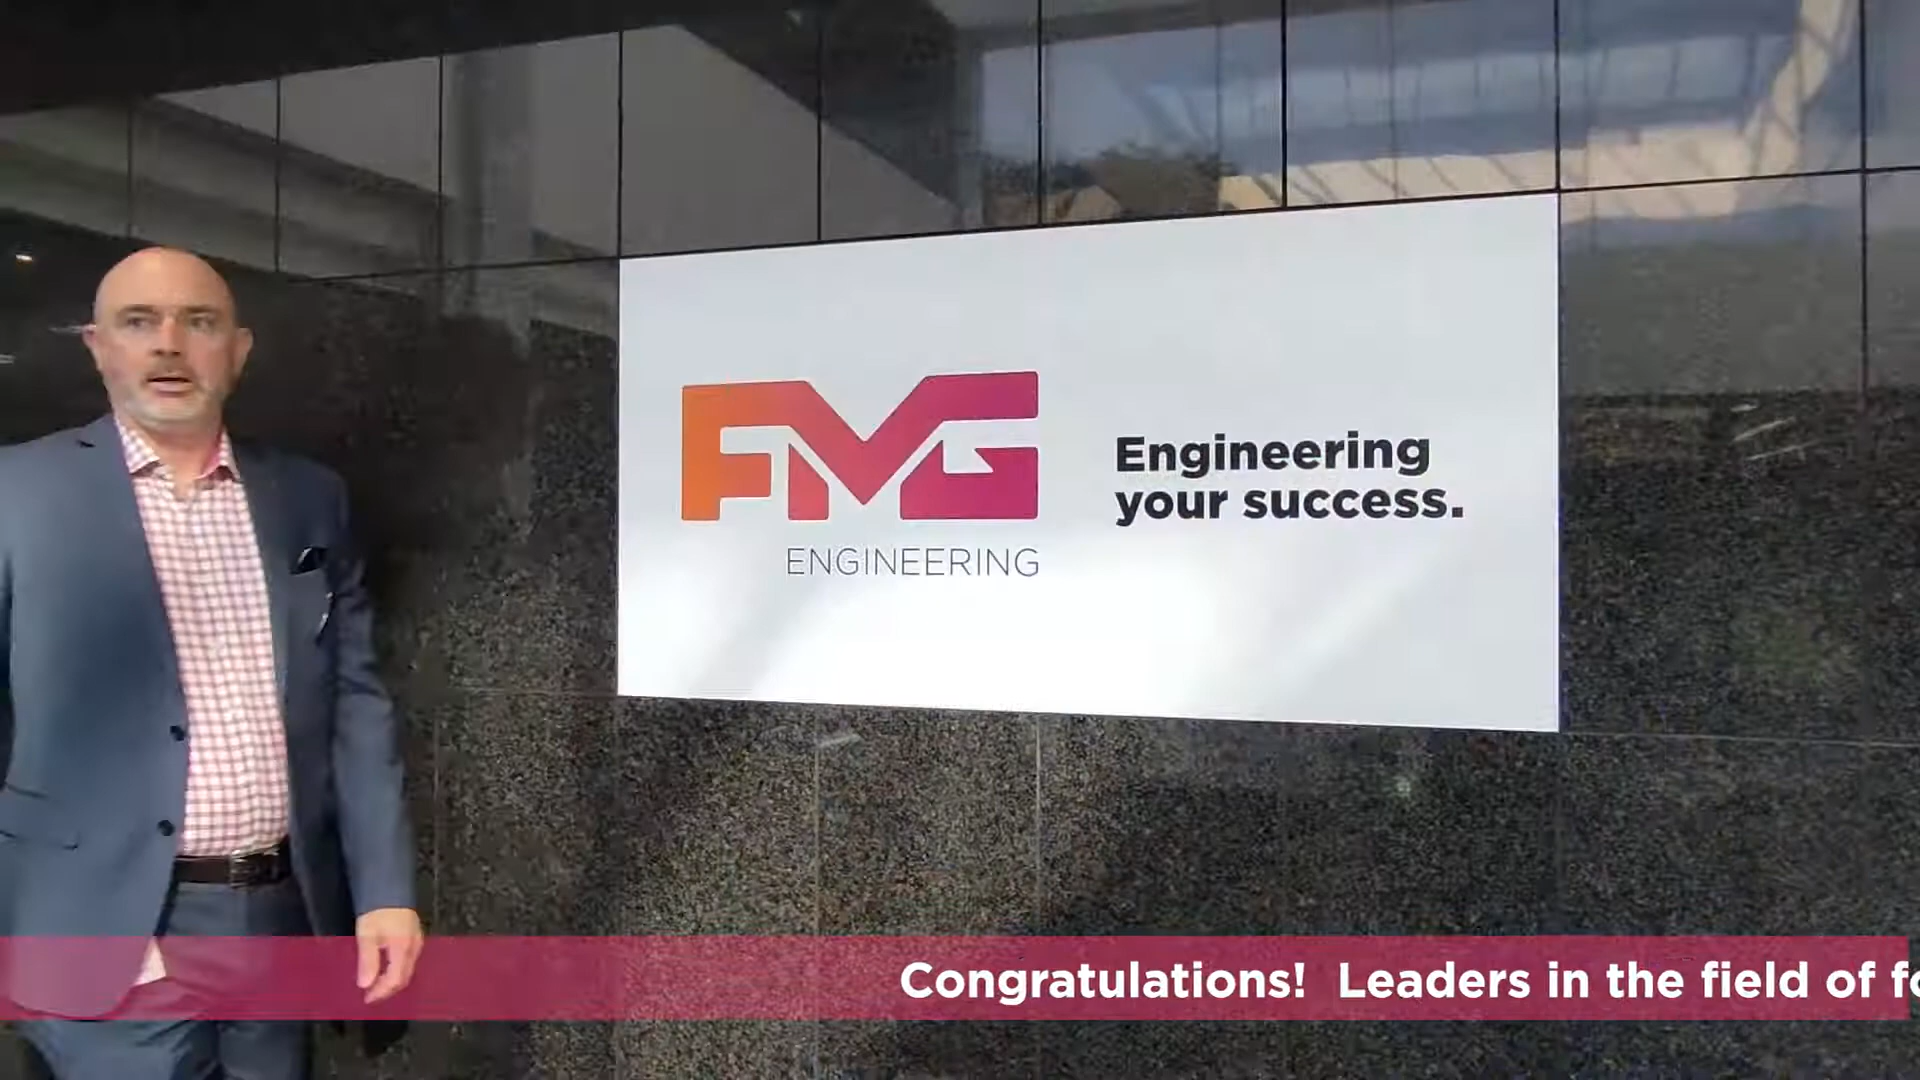 FMG
ENGINEERING
Engineering
your success.
Congratulations! Leaders in the field of